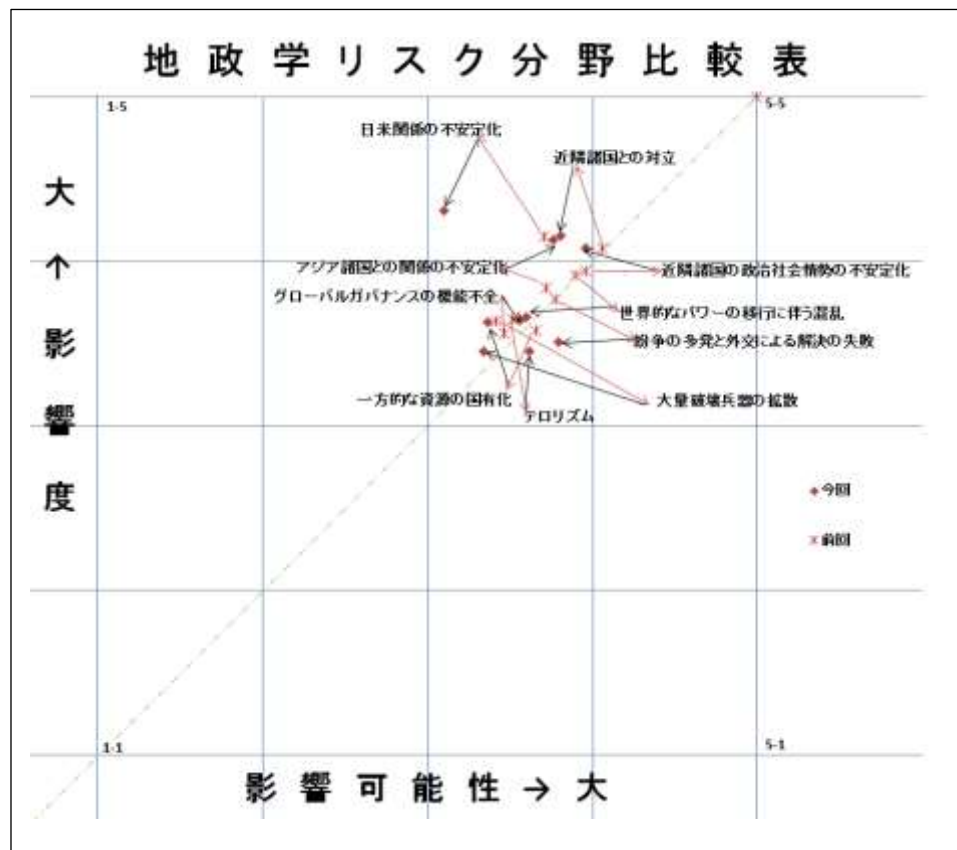 地政学リスク分野比較表
1-5
5-5
日米関係の不安定化
近隣諸国との対立
大↑影響度
アジア諸国との関係の不安定化
近隣諸国の政治社会情勢の不安定化
グローバルガバナンスの機能不全
世界的なパワーの移行に伴う混乱
紛争の多発と外交による解決の失敗
一方的な資源の国有化
大量破壊兵器の拡散
テロリズム
今回
前回
1-1
5-1
影響可能性→大